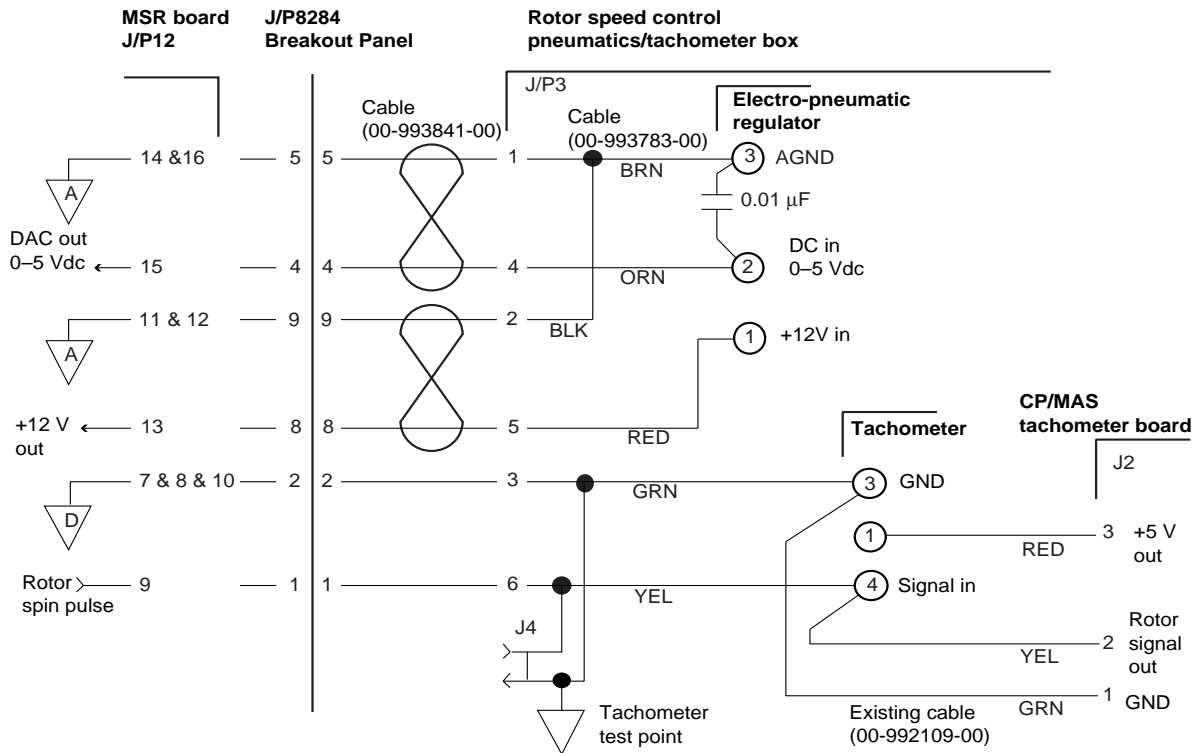 MSR board
J/P12
J/P8284
Breakout Panel
Rotor speed control
pneumatics/tachometer box
J/P3
Cable
(00-993841-00)
Cable
(00-993783-00)
Electro-pneumatic
regulator
14 &16
5
5
1
BRN
3
AGND
A
0.01 μF
DAC out
0–5 Vdc
15
4
4
4
ORN
2
DC in
0–5 Vdc
11 & 12
9
9
2
BLK
A
1
+12V in
+12 V
out
13
8
8
5
RED
Tachometer
CP/MAS
tachometer board
J2
7 & 8 & 10
2
2
3
GRN
3
GND
D
1
RED
3
+5 V
out
Rotor
spin pulse
9
1
1
6
YEL
4
Signal in
J4
YEL
2
Rotor
signal
out
Tachometer
test point
Existing cable
(00-992109-00)
GRN
1
GND